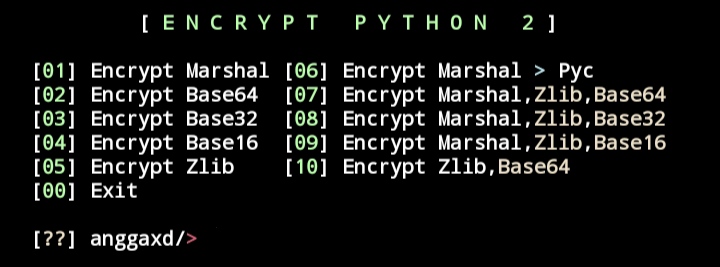 [ E N C R Y P T  P Y T H O N  2 ]
[01] Encrypt Marshal [06] Encrypt Marshal > Pyc
[02] Encrypt Base64 [07] Encrypt Marshal,Zlib,Base64
[03] Encrypt Base32 [08] Encrypt Marshal,Zlib,Base32
[04] Encrypt Base16 [09] Encrypt Marshal,Zlib,Base16
[05] Encrypt Zlib [10] Encrypt Zlib,Base64
[00] Exit
[??] anggaxd/>